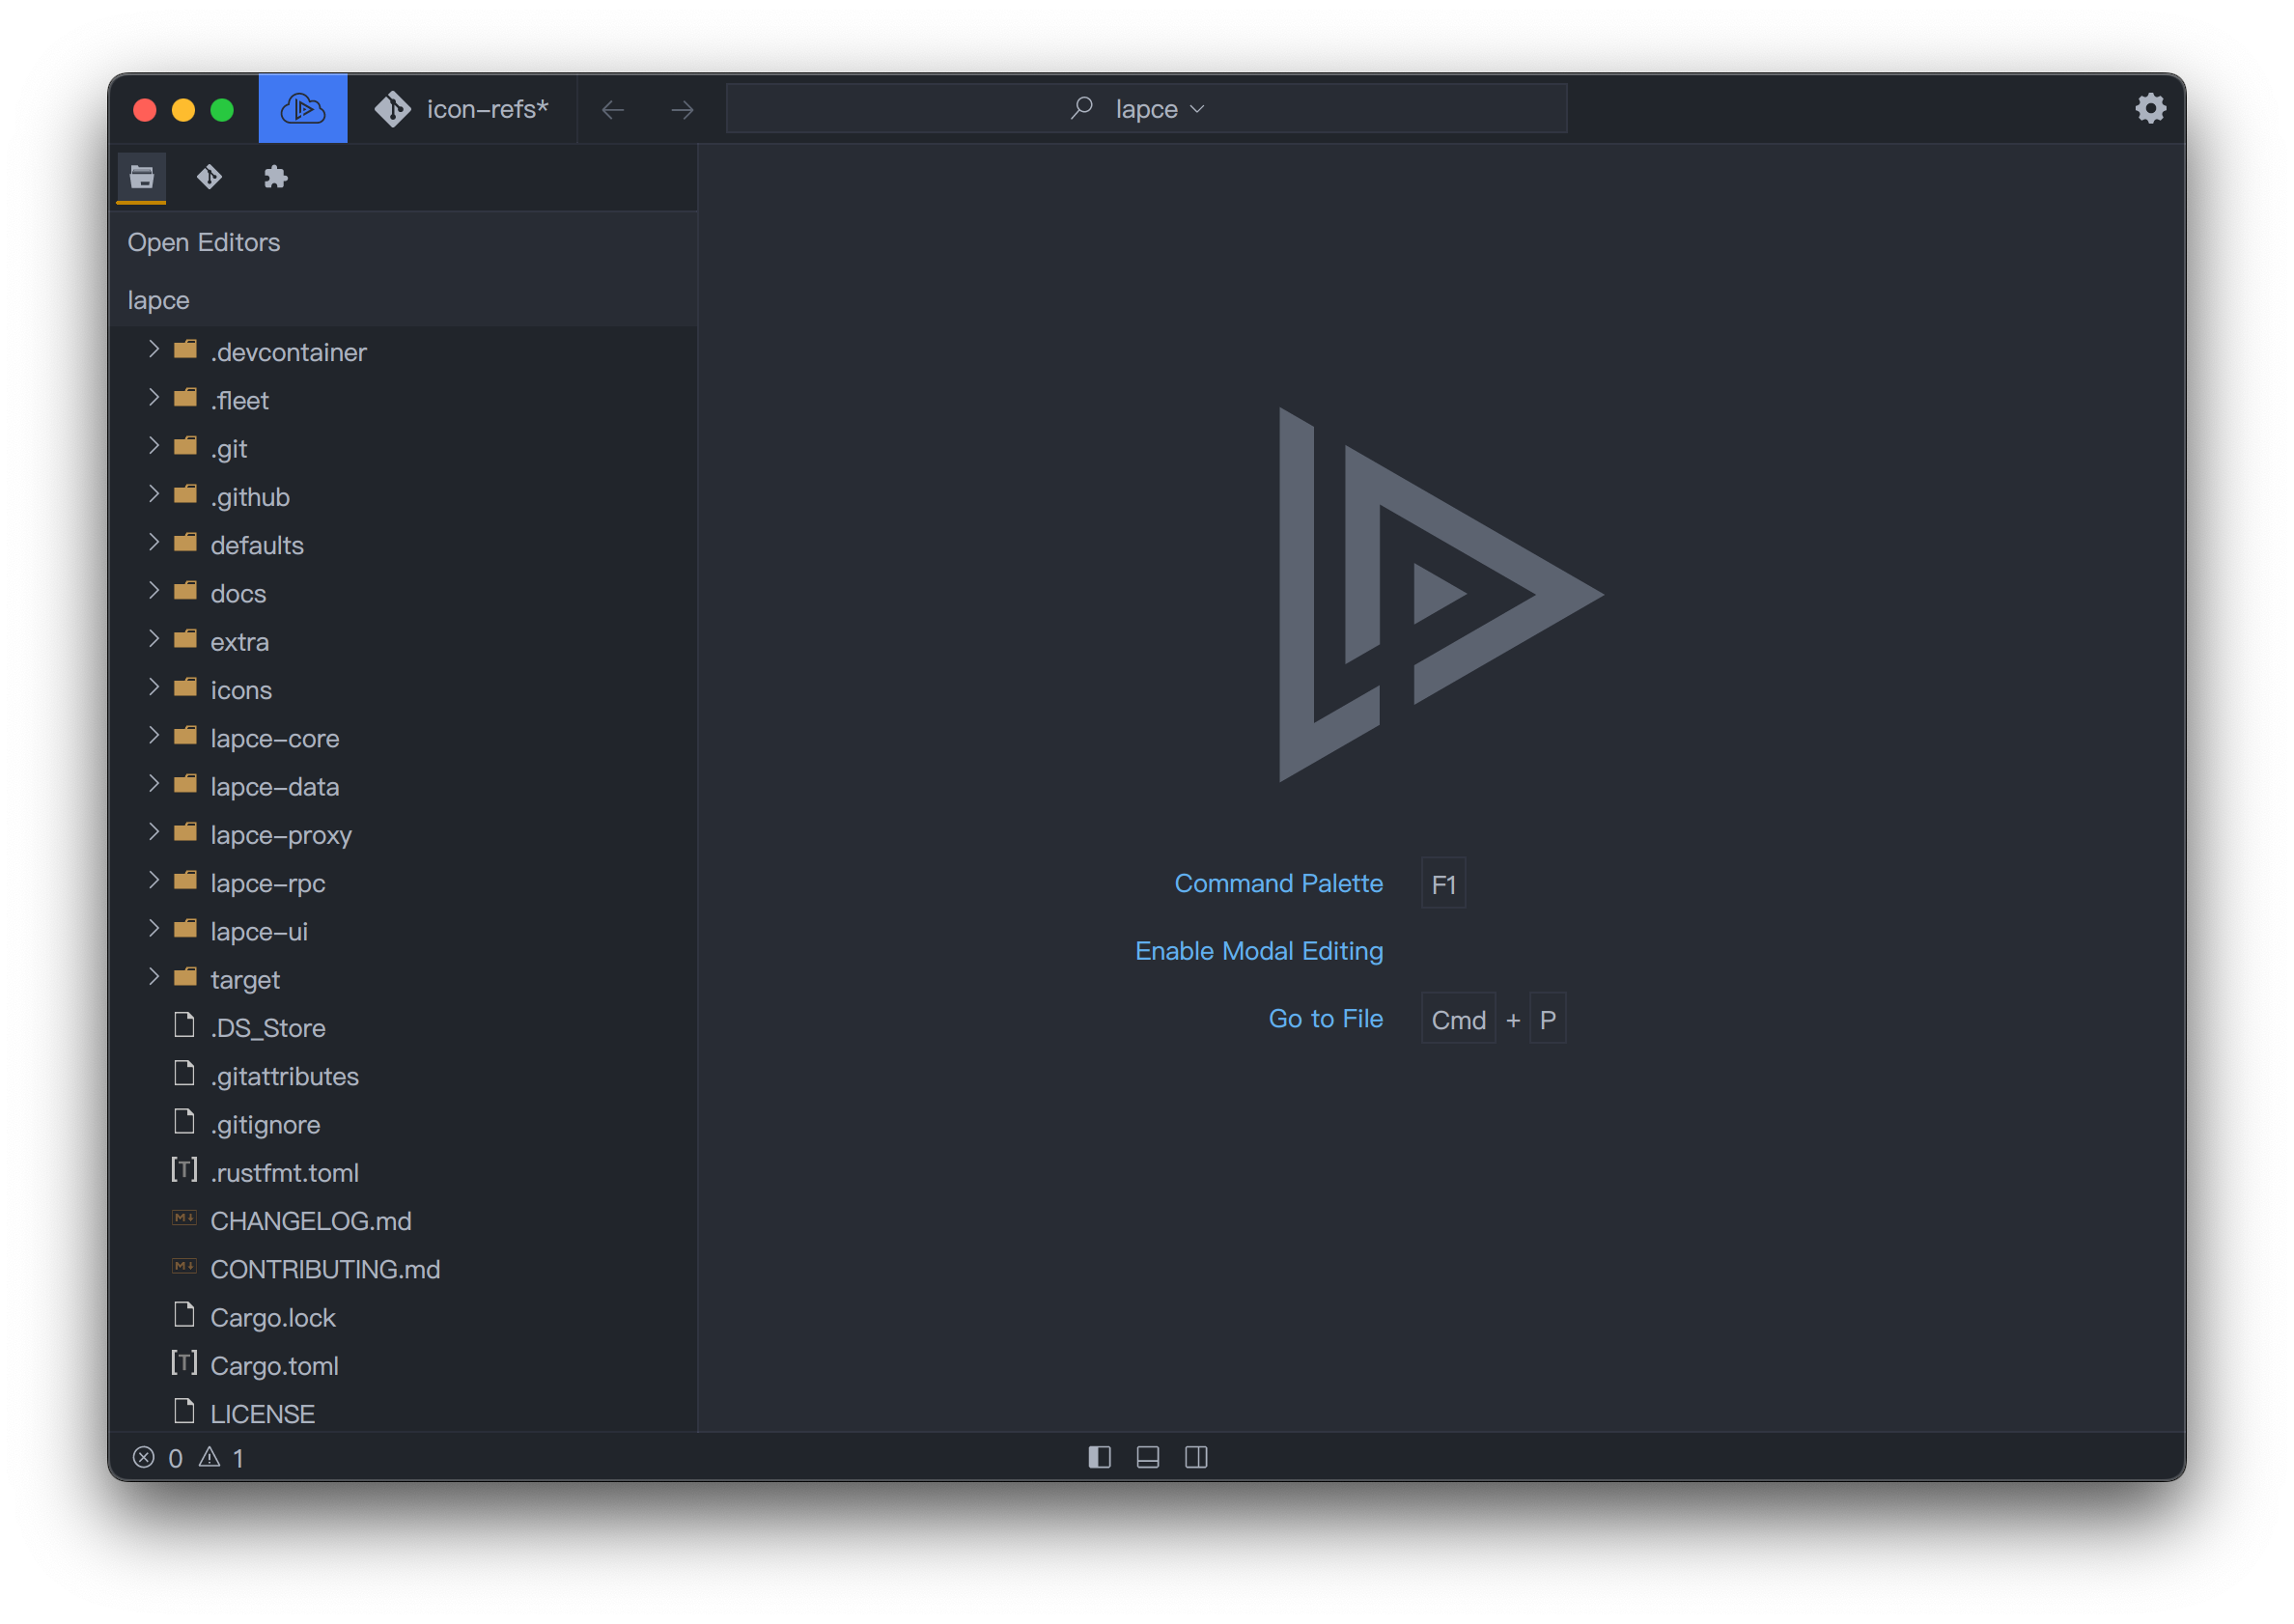 icon-refs*
lapce
Open Editors
lapce
.devcontainer
.fleet
.git
.github
defaults
docs
extra
icons
lapce-core
lapce-data
lapce-proxy
lapce-rpc
lapce-ui
target
.DS_Store
.gitattributes
.gitignore
[T] .rustfmt.toml
M↓ CHANGELOG.md
M↓ CONTRIBUTING.md
Cargo.lock
[T] Cargo.toml
LICENSE
Command Palette F1
Enable Modal Editing
Go to File Cmd + P
0 1